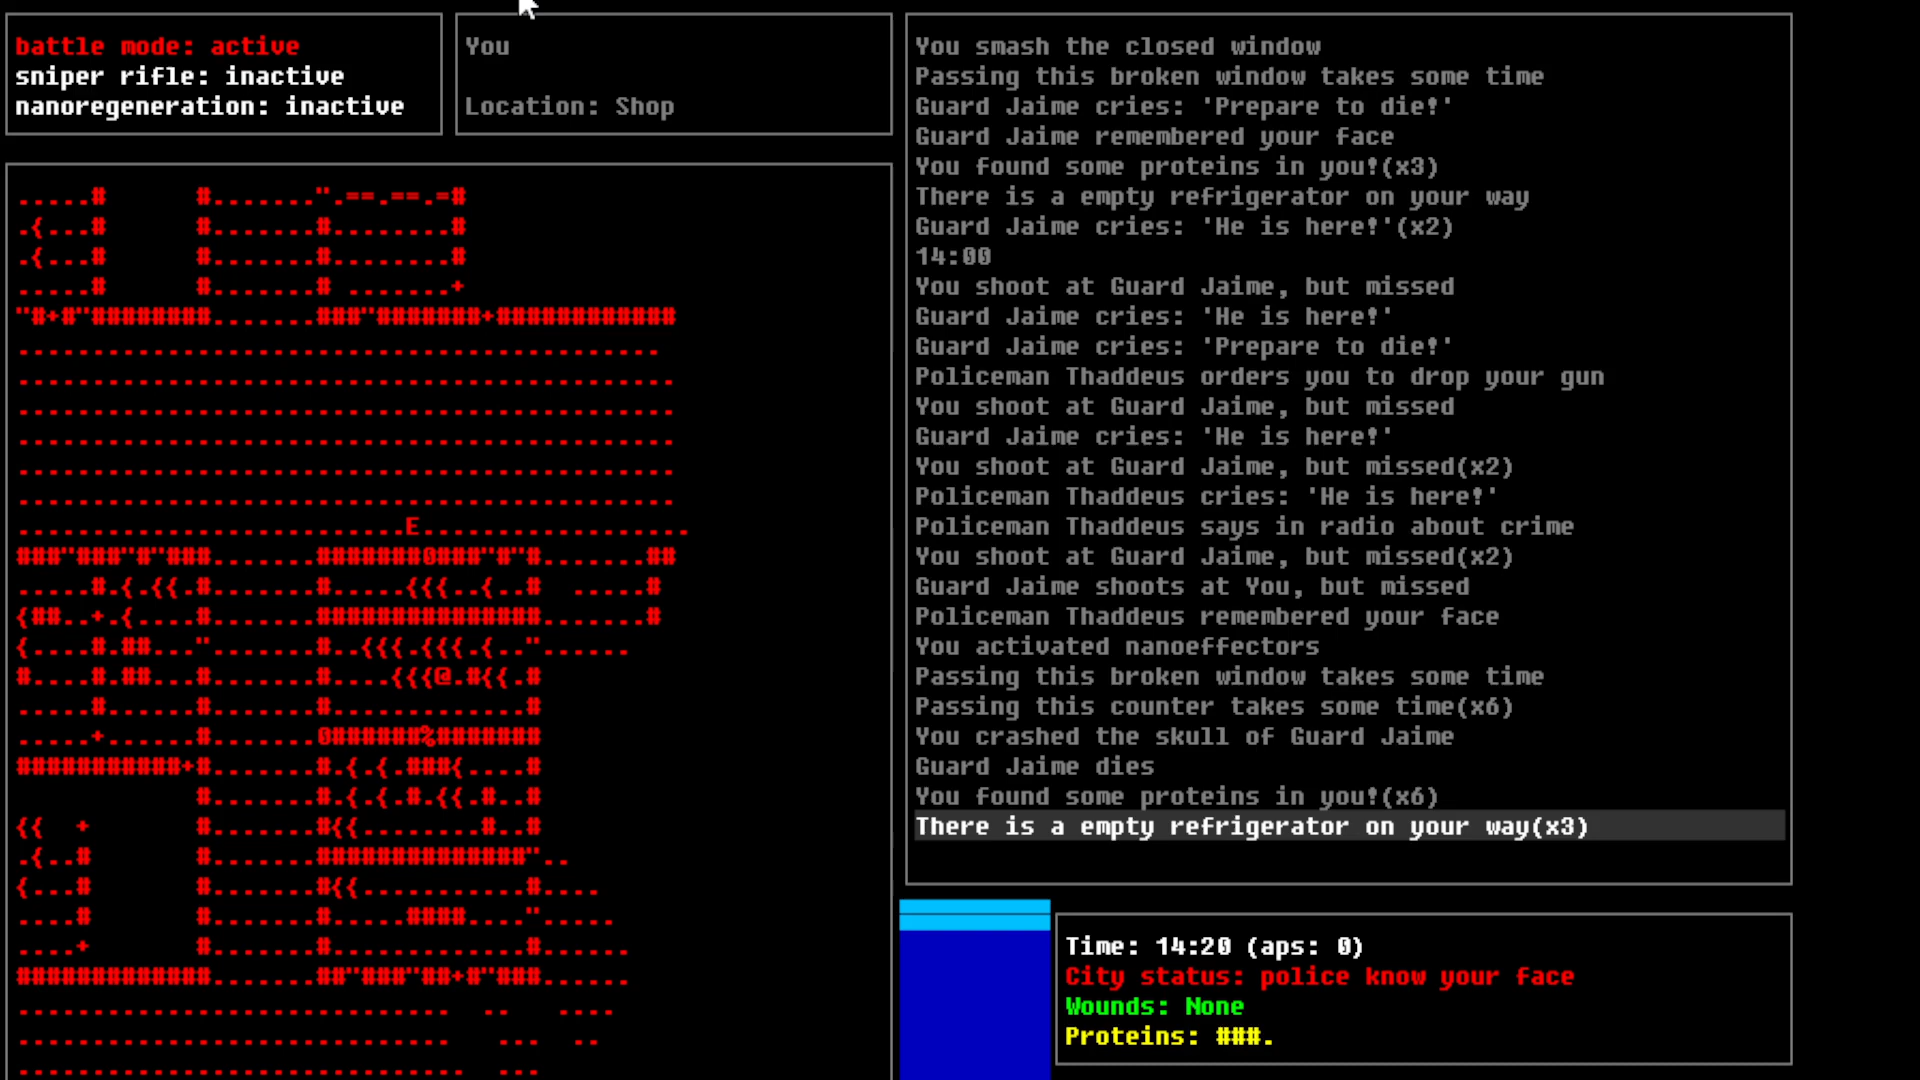 battle mode: active
sniper rifle: inactive
nanoregeneration: inactive
You
Location: Shop
.....#      #.......".==.==.=#
.{...#      #.......#........#
.{...#      #.......#........#
.....#      #.......# .......+
"#+#"########.......###"#######+############
...........................................
............................................
............................................
............................................
............................................
............................................
..........................E..................
###"###"#"###.......#######0###"#"#.......##
.....#.{.{{.#.......#.....{{{..{..#  .....#
{##..+.{....#.......###############.......#
{....#.##...".......#..{{{.{{{.{.."......
#....#.##...#.......#....{{{@.#{{.#
.....#......#.......#.............#
.....+......#.......0######%#######
###########+#.......#.{.{.###{....#
            #.......#.{.{.#.{{.#..#
{{  +       #.......#{{........#..#
.{..#       #.......##############"..
{...#       #.......#{{...........#....
....#       #.......#.....####....".....
....+       #.......#.............#......
#############.......##"###"##+#"###......
.............................  ..   ....
.............................   ...  ..
..............................  ...
You smash the closed window
Passing this broken window takes some time
Guard Jaime cries: 'Prepare to die!'
Guard Jaime remembered your face
You found some proteins in you!(x3)
There is a empty refrigerator on your way
Guard Jaime cries: 'He is here!'(x2)
14:00
You shoot at Guard Jaime, but missed
Guard Jaime cries: 'He is here!'
Guard Jaime cries: 'Prepare to die!'
Policeman Thaddeus orders you to drop your gun
You shoot at Guard Jaime, but missed
Guard Jaime cries: 'He is here!'
You shoot at Guard Jaime, but missed(x2)
Policeman Thaddeus cries: 'He is here!'
Policeman Thaddeus says in radio about crime
You shoot at Guard Jaime, but missed(x2)
Guard Jaime shoots at You, but missed
Policeman Thaddeus remembered your face
You activated nanoeffectors
Passing this broken window takes some time
Passing this counter takes some time(x6)
You crashed the skull of Guard Jaime
Guard Jaime dies
You found some proteins in you!(x6)
There is a empty refrigerator on your way(x3)
Time: 14:20 (aps: 0)
City status: police know your face
Wounds: None
Proteins: ###.